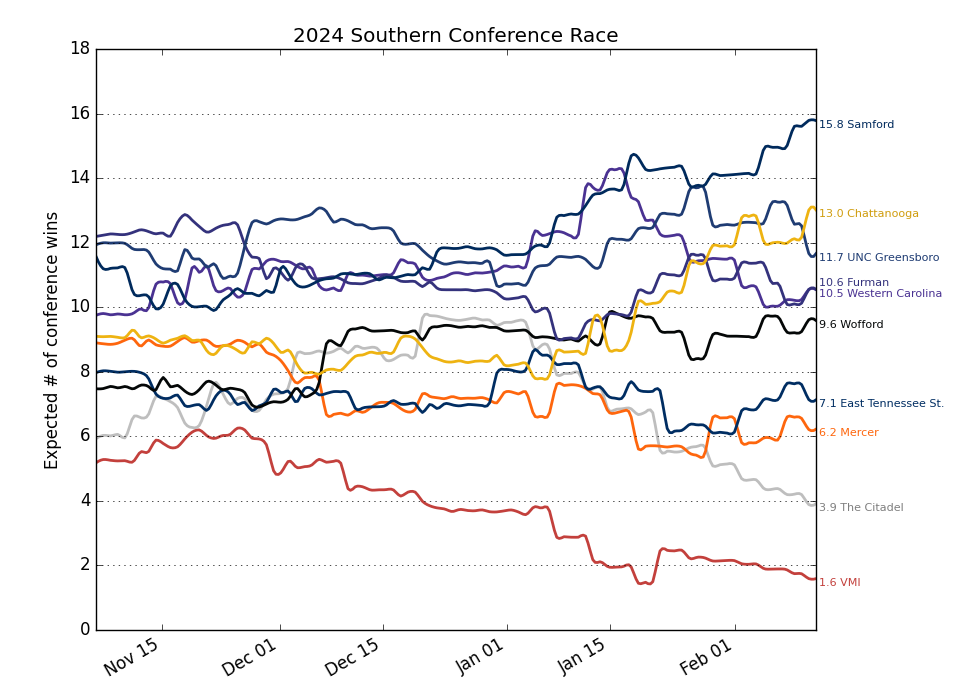 2024 Southern Conference Race
Expected # of conference wins
18
16
14
12
10
8
6
4
2
0
15.8 Samford
13.0 Chattanooga
11.7 UNC Greensboro
10.6 Furman
10.5 Western Carolina
9.6 Wofford
7.1 East Tennessee St.
6.2 Mercer
3.9 The Citadel
1.6 VMI
Nov 15
Dec 01
Dec 15
Jan 01
Jan 15
Feb 01